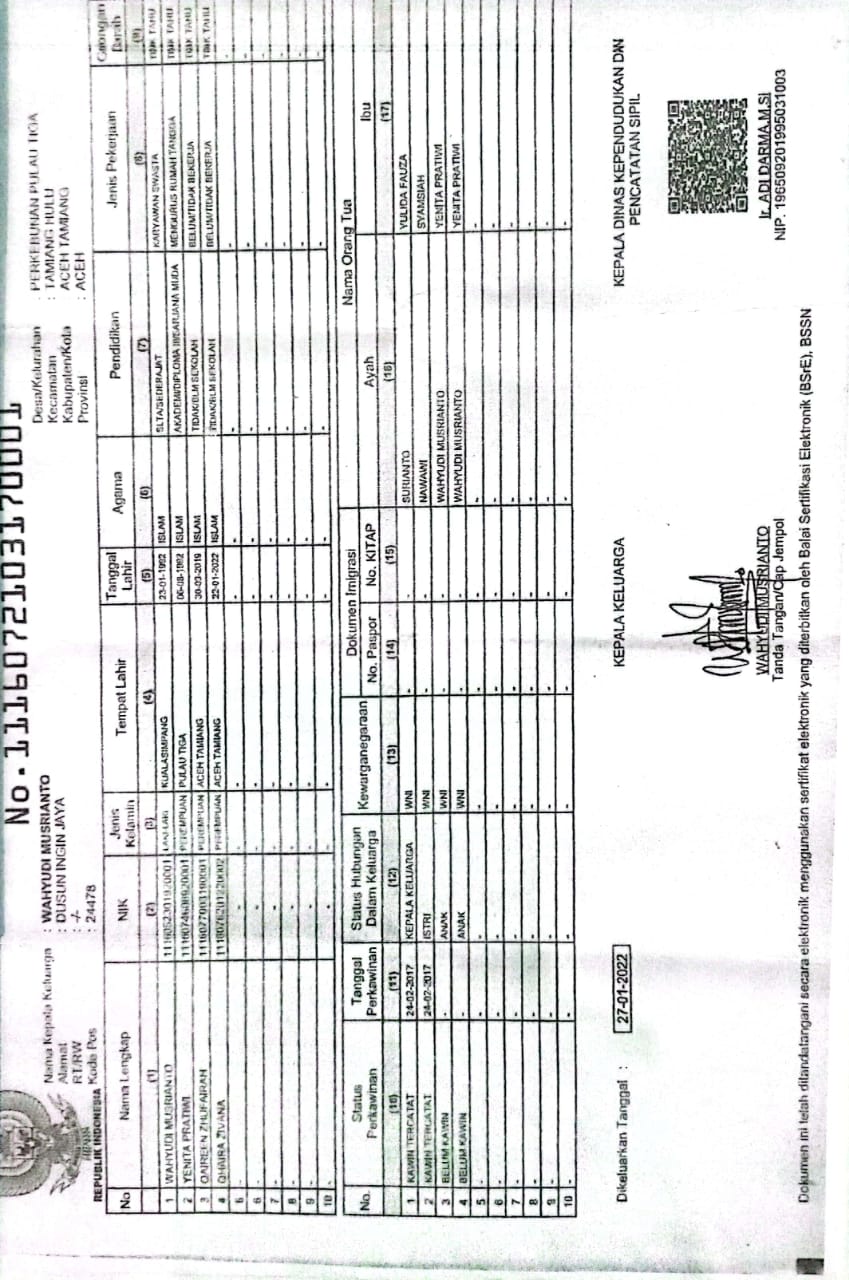 No. 1116072103170001
Nama Kepala Keluarga : WAHYUDI MUSRIANTO
Alamat : DUSUN INGIN JAYA
RT/RW : -/-
Kode Pos : 24478
Desa/Kelurahan : PERKEBUNAN PULAU TIGA
Kecamatan : TAMIANG HULU
Kabupaten/Kota : ACEH TAMIANG
Provinsi : ACEH
REPUBLIK INDONESIA
No Nama Lengkap NIK Jenis Kelamin Tempat Lahir Tanggal Lahir Agama Pendidikan Jenis Pekerjaan Golongan Darah
(1) (2) (3) (4) (5) (6) (7) (8) (9)
1 WAHYUDI MUSRIANTO 1116052301920001 LAKI-LAKI KUALASIMPANG 23-01-1992 ISLAM SLTA/SEDERAJAT KARYAWAN SWASTA TIDAK TAHU
2 YENITA PRATIWI 1116074608920001 PEREMPUAN PULAU TIGA 06-08-1992 ISLAM AKADEMI/DIPLOMA III/SARJANA MUDA MENGURUS RUMAH TANGGA TIDAK TAHU
3 QAIREEN ZHUFAIRAH 1116077003190001 PEREMPUAN ACEH TAMIANG 30-03-2019 ISLAM TIDAK/BLM SEKOLAH BELUM/TIDAK BEKERJA TIDAK TAHU
4 QHAIRA ZIVANA 1116076201220002 PEREMPUAN ACEH TAMIANG 22-01-2022 ISLAM TIDAK/BLM SEKOLAH BELUM/TIDAK BEKERJA TIDAK TAHU
5 - - - - - - - - -
6 - - - - - - - - -
7 - - - - - - - - -
8 - - - - - - - - -
9 - - - - - - - - -
10 - - - - - - - - -
No. Status Perkawinan Tanggal Perkawinan Status Hubungan Dalam Keluarga Kewarganegaraan Dokumen Imigrasi Nama Orang Tua
No. Paspor No. KITAP Ayah Ibu
(10) (11) (12) (13) (14) (15) (16) (17)
1 KAWIN TERCATAT 24-02-2017 KEPALA KELUARGA WNI - - SURIANTO YULIDA FAUZA
2 KAWIN TERCATAT 24-02-2017 ISTRI WNI - - NAWAWI SYAMSIAH
3 BELUM KAWIN - ANAK WNI - - WAHYUDI MUSRIANTO YENITA PRATIWI
4 BELUM KAWIN - ANAK WNI - - WAHYUDI MUSRIANTO YENITA PRATIWI
5 - - - - - - - -
6 - - - - - - - -
7 - - - - - - - -
8 - - - - - - - -
9 - - - - - - - -
10 - - - - - - - -
Dikeluarkan Tanggal : 27-01-2022
KEPALA KELUARGA
WAHYUDI MUSRIANTO
Tanda Tangan/Cap Jempol
KEPALA DINAS KEPENDUDUKAN DAN
PENCATATAN SIPIL
Ir. ADI DARMA.M.Si
NIP. 196509201995031003
Dokumen ini telah ditandatangani secara elektronik menggunakan sertifikat elektronik yang diterbitkan oleh Balai Sertifikasi Elektronik (BSrE), BSSN